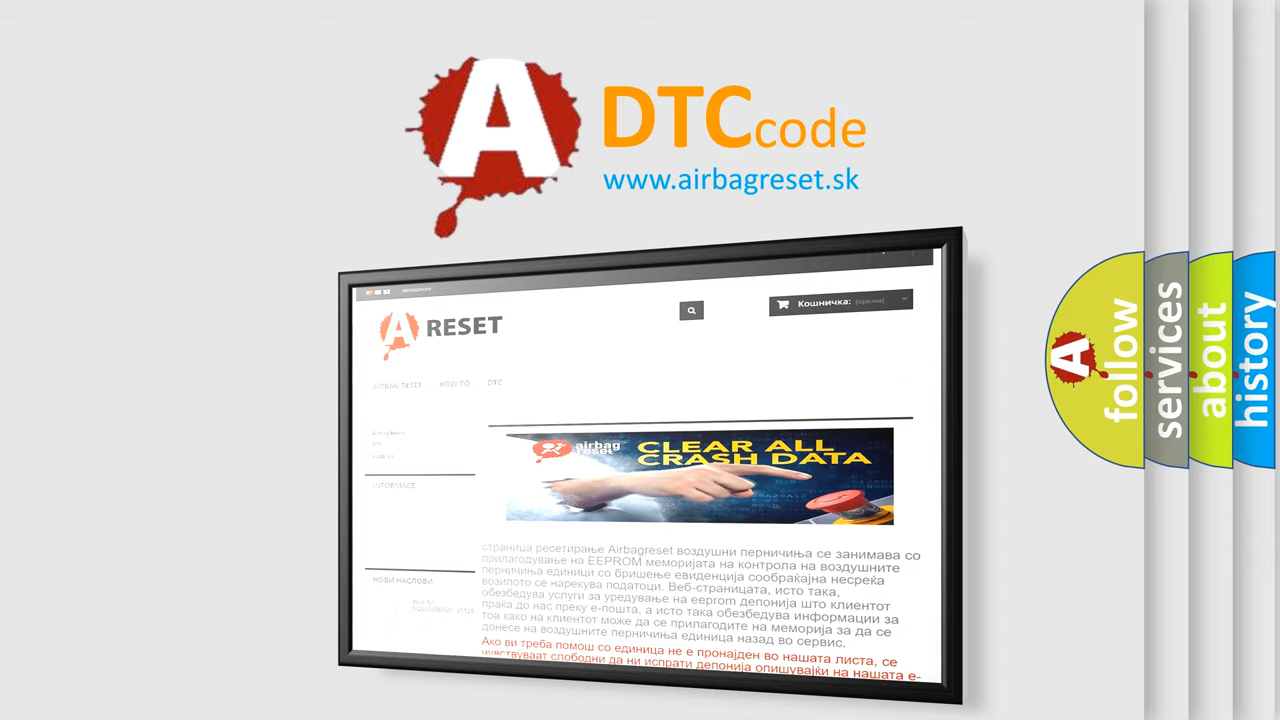 A DTC code
www.airbagreset.sk
A RESET
Кошничка: (празни)
AIRBAG RESET HOW TO DTC
airbag reset
CLEAR ALL
CRASH DATA
INFORMACE
страница ресетирање Airbagreset воздушни перничиња се занимава со
прилагодување на EEPROM меморијата на контрола на воздушните
перничиња единици со бришење евиденција сообраќајна несреќа
возилото се нарекува податоци. Веб-страницата, исто така,
обезбедува услуги за уредување на eeprom депонија што клиентот
праќа до нас преку е-пошта, а исто така обезбедува информации за
тоа како на клиентот може да се прилагодите на меморија за да се
донесе на воздушните перничиња единица назад во сервис.
НОВИ НАСЛОВИ
Ако ви треба помош со единица не е пронајден во нашата листа, се
чувствуваат слободни да ни испрати депонија опишувајќи на нашата е-
A
follow
services
about
history